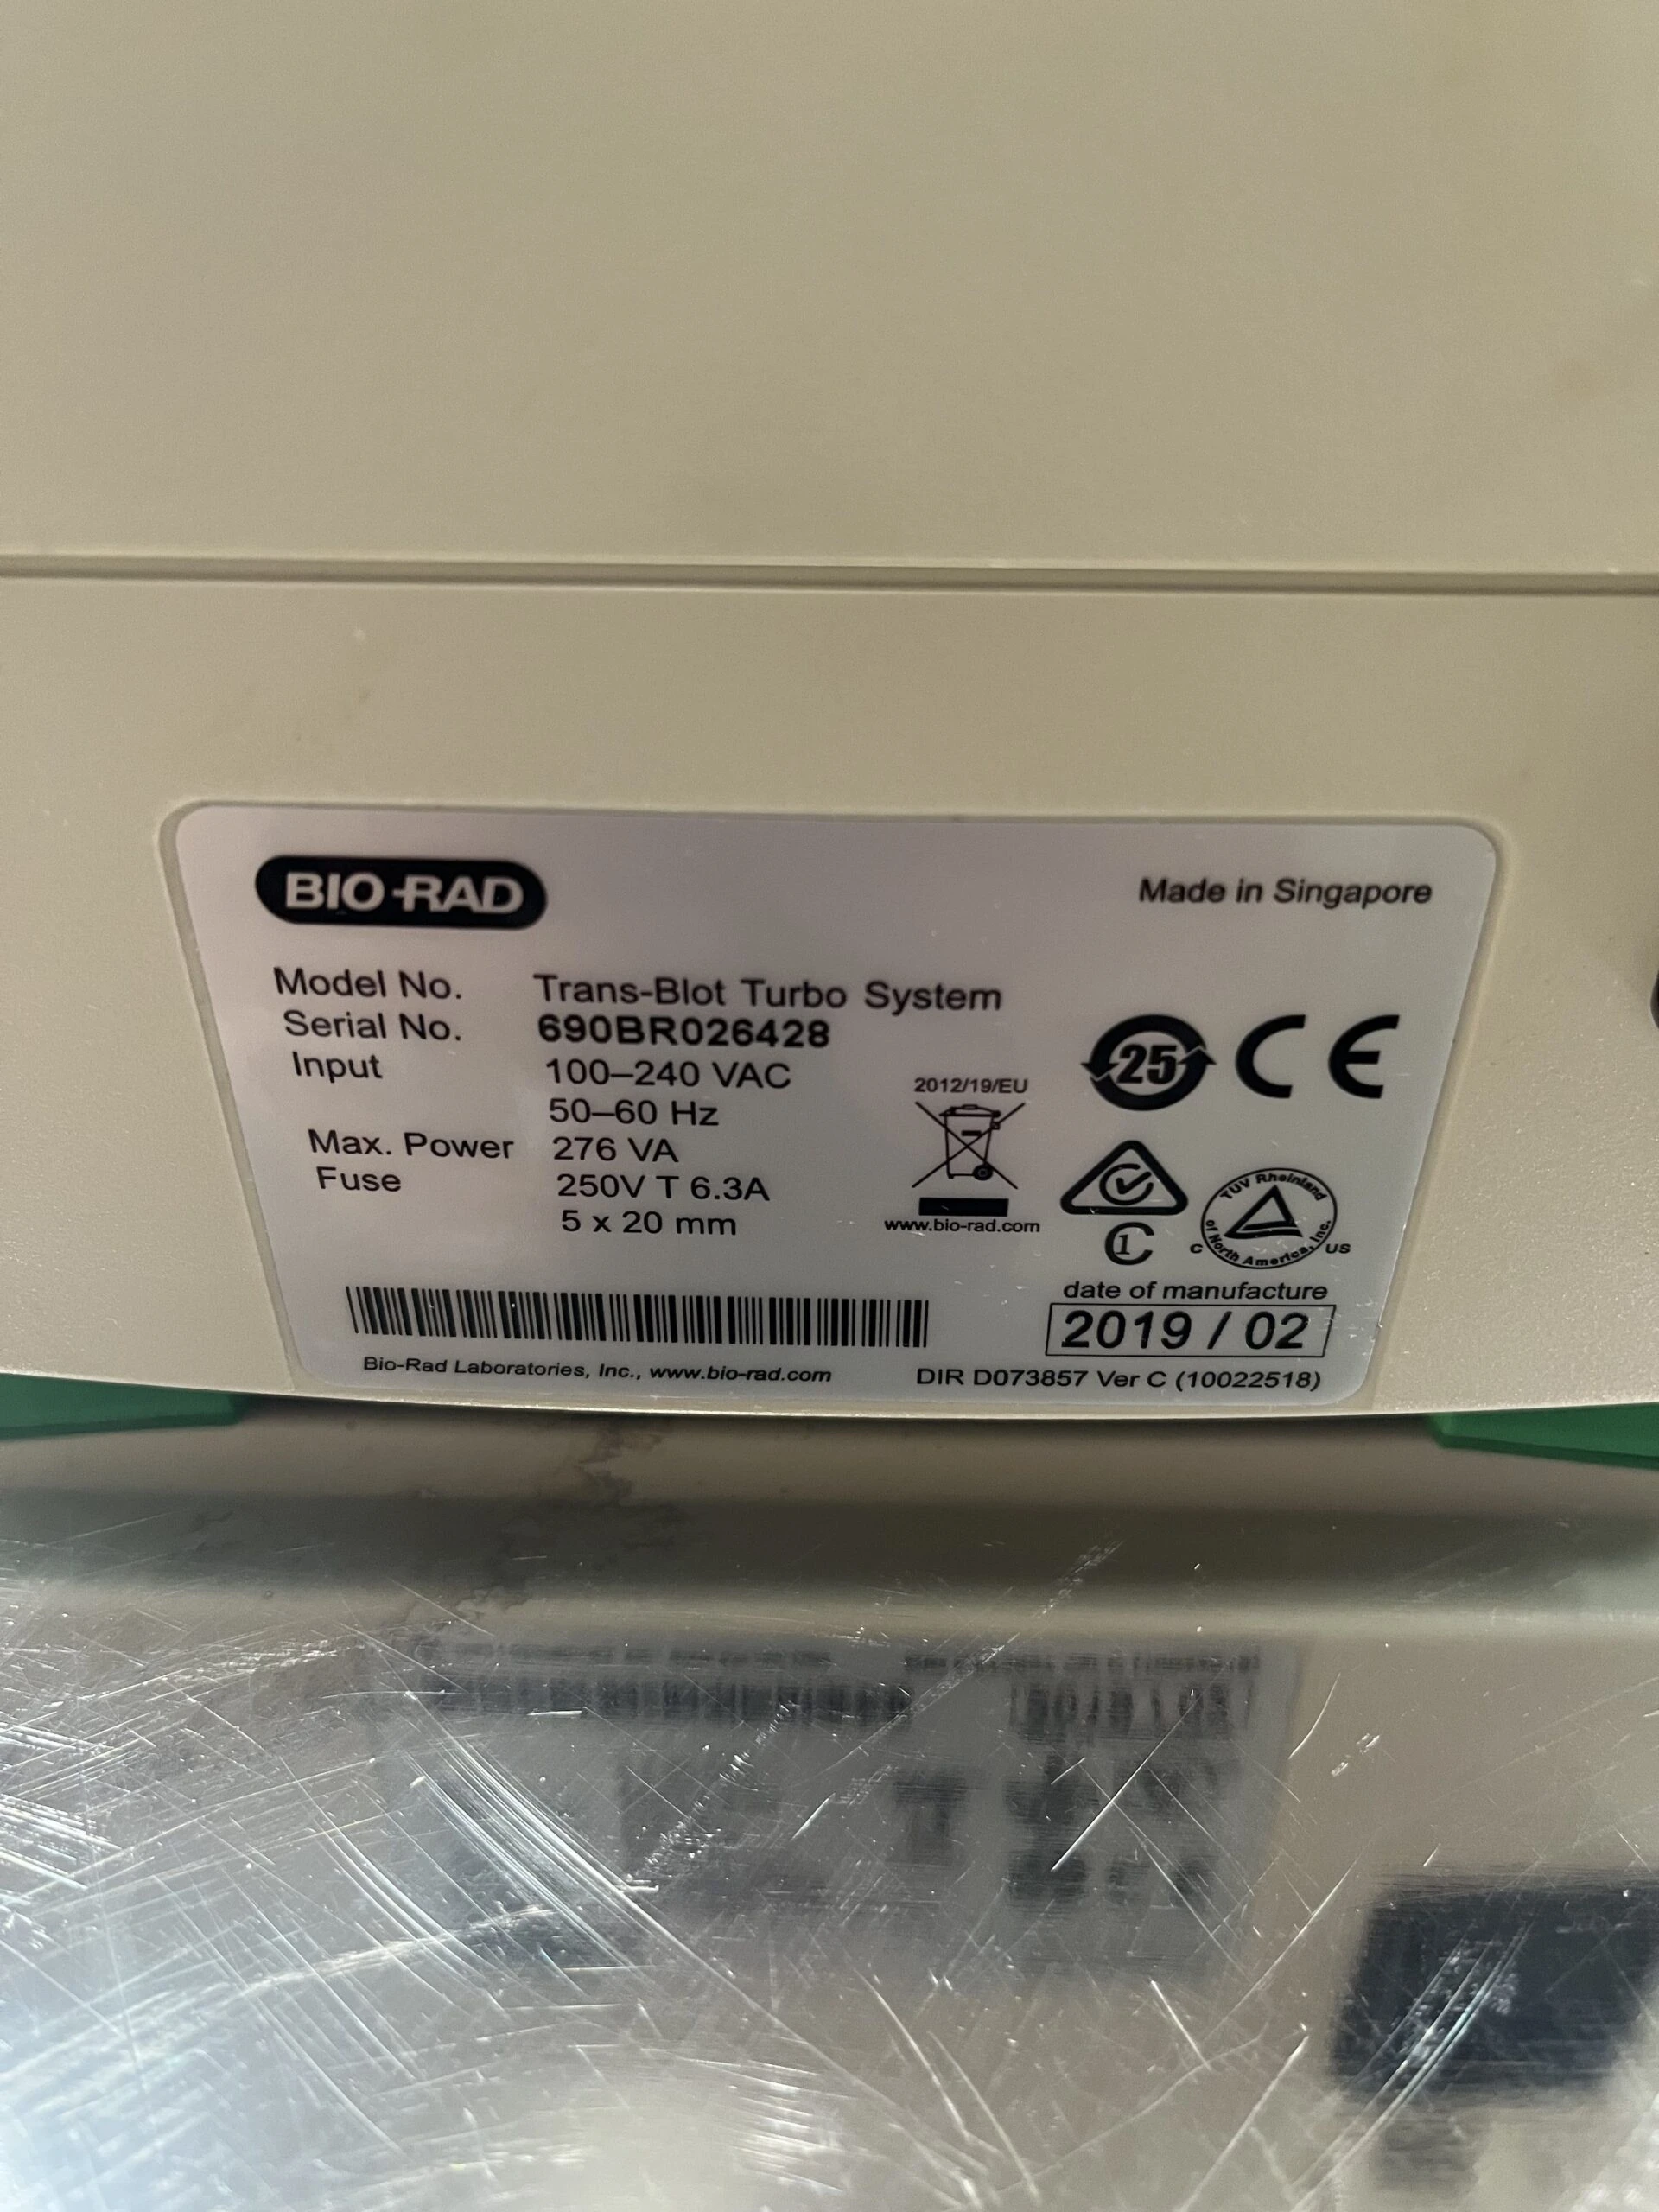 BIO-RAD
Made in Singapore
Model No. Trans-Blot Turbo System
Serial No. 690BR026428
Input 100–240 VAC
50–60 Hz
Max. Power 276 VA
Fuse 250V T 6.3A
5 x 20 mm
2012/19/EU
www.bio-rad.com
25
CE
C1
TUV Rheinland
of North America, Inc.
C US
date of manufacture
2019 / 02
Bio-Rad Laboratories, Inc., www.bio-rad.com
DIR D073857 Ver C (10022518)